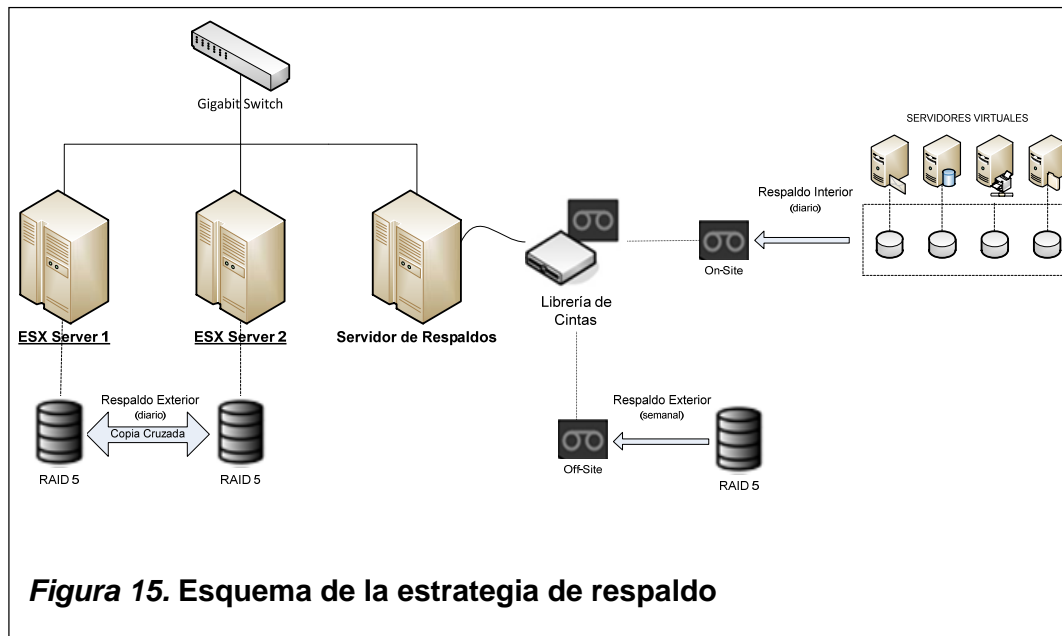 Gigabit Switch
SERVIDORES VIRTUALES
Respaldo Interior
(diario)
On-Site
Librería de
Cintas
ESX Server 1
ESX Server 2
Servidor de Respaldos
Respaldo Exterior
(diario)
Copia Cruzada
RAID 5
RAID 5
Respaldo Exterior
(semanal)
Off-Site
RAID 5
Figura 15. Esquema de la estrategia de respaldo